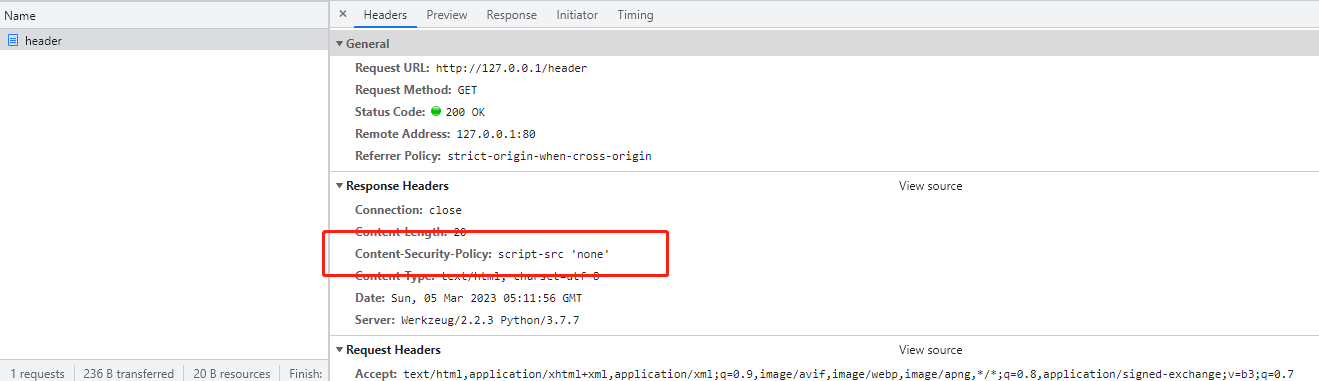 Name
header
× Headers Preview Response Initiator Timing
▼ General
Request URL: http://127.0.0.1/header
Request Method: GET
Status Code: 200 OK
Remote Address: 127.0.0.1:80
Referrer Policy: strict-origin-when-cross-origin
▼ Response Headers View source
Connection: close
Content-Length: 20
Content-Security-Policy: script-src 'none'
Content-Type: text/html; charset=utf-8
Date: Sun, 05 Mar 2023 05:11:56 GMT
Server: Werkzeug/2.2.3 Python/3.7.7
▼ Request Headers View source
Accept: text/html,application/xhtml+xml,application/xml;q=0.9,image/avif,image/webp,image/apng,*/*;q=0.8,application/signed-exchange;v=b3;q=0.7
1 requests 236 B transferred 20 B resources Finish: